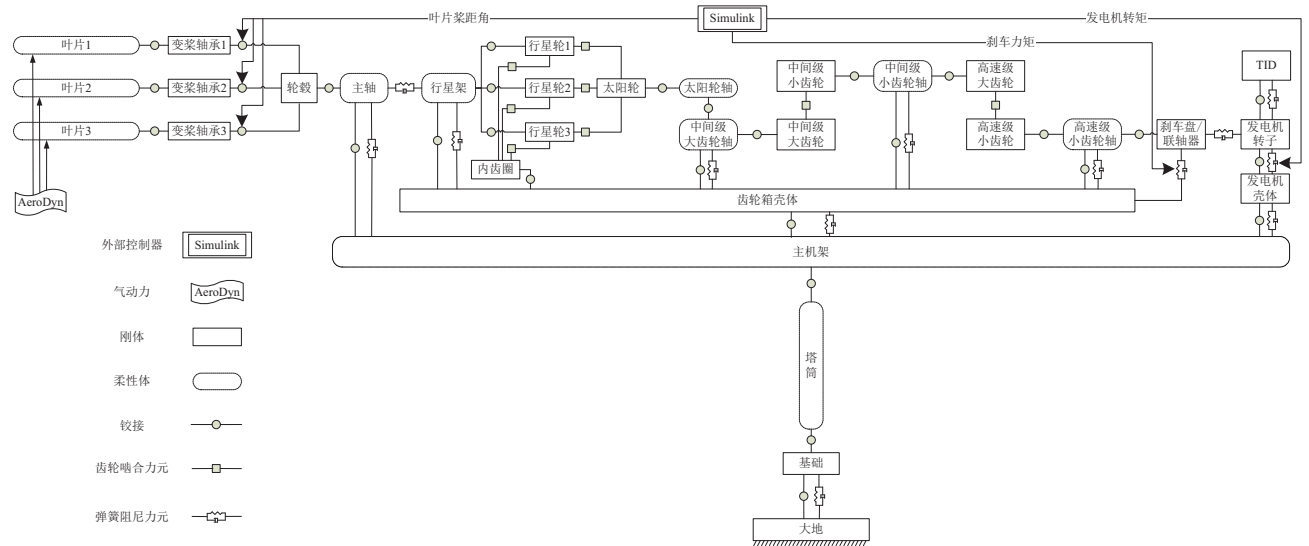 叶片桨距角
Simulink
发电机转矩
刹车力矩
叶片1
变桨轴承1
叶片2
变桨轴承2
叶片3
变桨轴承3
轮毂
主轴
行星架
行星轮1
行星轮2
行星轮3
内齿圈
太阳轮
太阳轮轴
中间级
大齿轮轴
中间级
大齿轮
中间级
小齿轮
中间级
小齿轮轴
高速级
大齿轮
高速级
小齿轮
高速级
小齿轮轴
刹车盘/
联轴器
TID
发电机
转子
发电机
壳体
AeroDyn
齿轮箱壳体
主机架
塔
筒
基础
大地
外部控制器
Simulink
气动力
AeroDyn
刚体
柔性体
铰接
齿轮啮合力元
弹簧阻尼力元